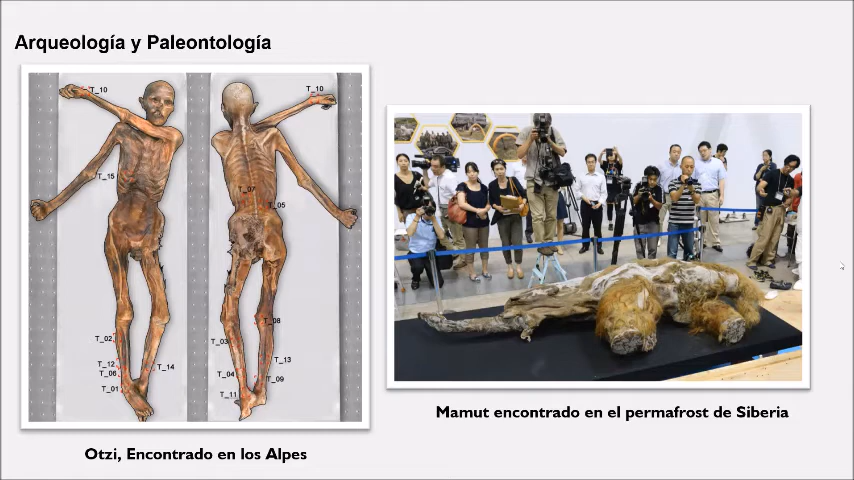 Arqueología y Paleontología
T_10
T_10
T_15
T_07
T_05
T_02
T_12
T_06
T_01
T_14
T_08
T_03
T_13
T_04
T_09
T_11
Mamut encontrado en el permafrost de Siberia
Otzi, Encontrado en los Alpes